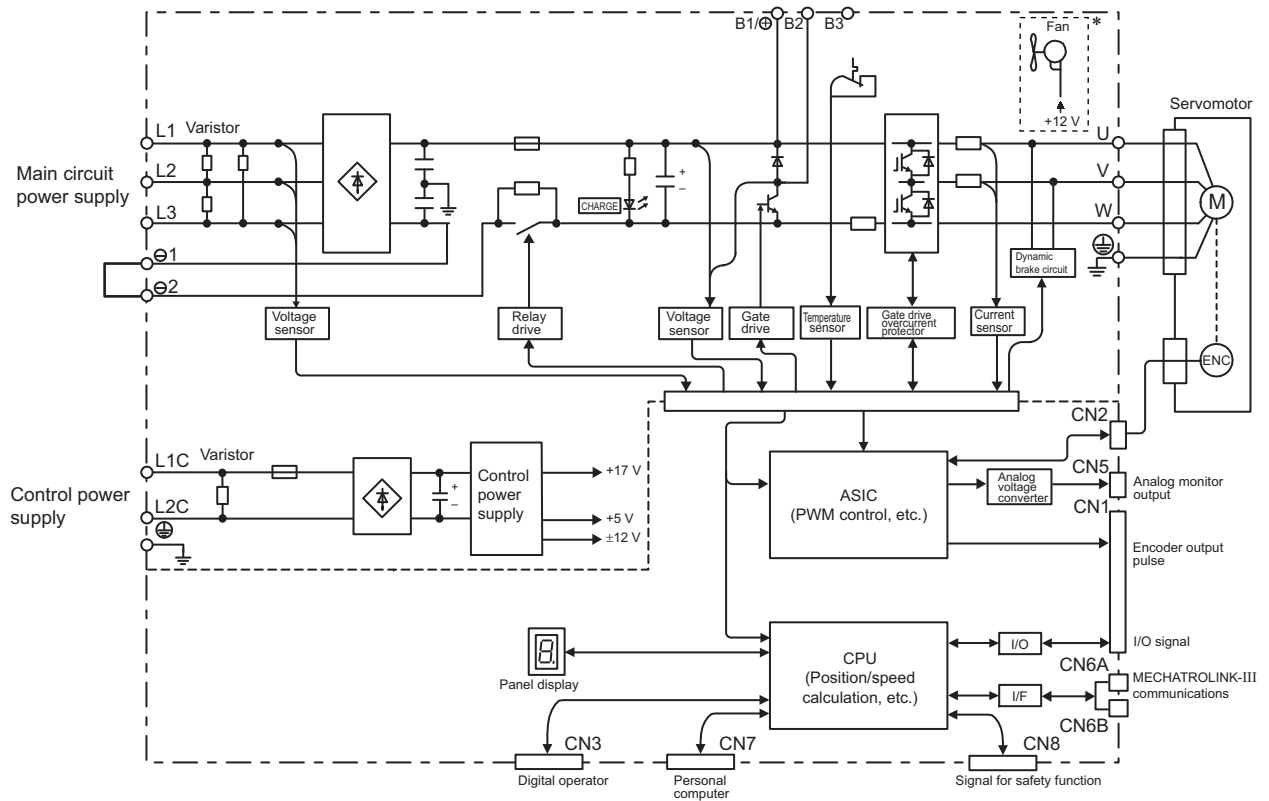 B1/⊕ B2 B3
Fan *
+12 V
Servomotor
L1 Varistor
Main circuit
power supply
L2
L3
⊖1
⊖2
+
–
CHARGE
U
V
W
M
Dynamic
brake circuit
Voltage
sensor
Relay
drive
Voltage
sensor
Gate
drive
Temperature
sensor
Gate drive
overcurrent
protector
Current
sensor
ENC
CN2
L1C Varistor
Control power
supply
L2C
+
–
Control
power
supply
+17 V
+5 V
±12 V
ASIC
(PWM control, etc.)
Analog
voltage
converter
CN5
Analog monitor
output
CN1
Encoder output
pulse
8.
Panel display
CPU
(Position/speed
calculation, etc.)
I/O
I/O signal
CN6A
I/F
MECHATROLINK-III
communications
CN6B
CN3
Digital operator
CN7
Personal
computer
CN8
Signal for safety function